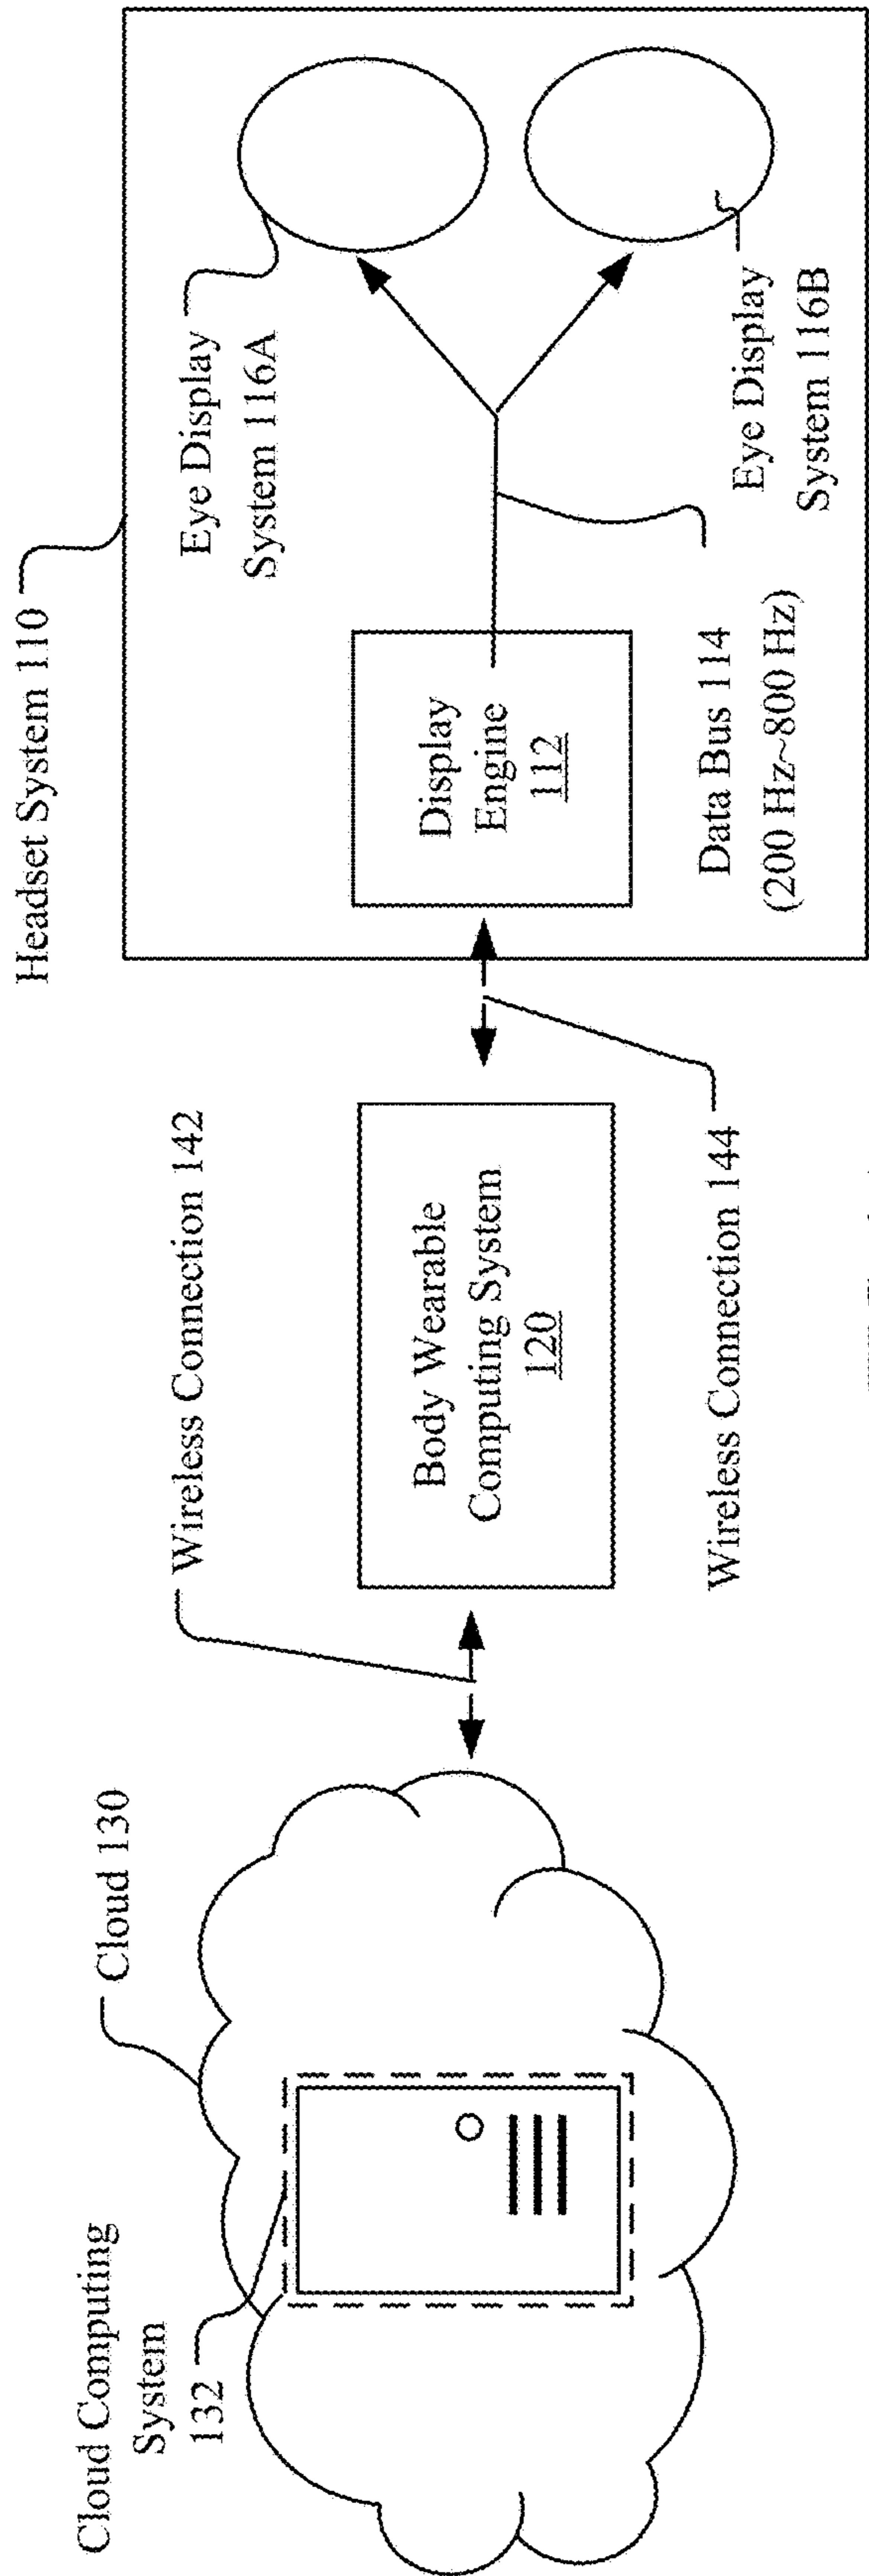 Cloud Computing
System
132
Cloud 130
Wireless Connection 142
Body Wearable
Computing System
120
Wireless Connection 144
Headset System 110
Display
Engine
112
Data Bus 114
(200 Hz~800 Hz)
Eye Display
System 116A
Eye Display
System 116B